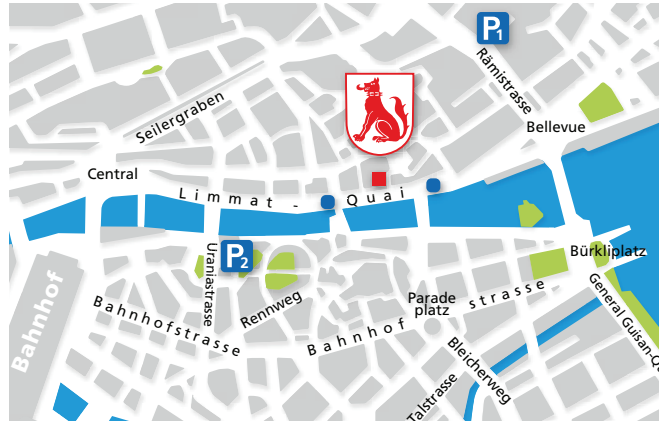 P1
Rämistrasse
Seilergraben
Bellevue
Central
Limmat - Quai
P2
Uraniastrasse
Bürkliplatz
Rennweg
Bahnhofstrasse
Parade
platz
Bahnhof strasse
General Guisan-Qu
Bleicherweg
Talstrasse
Bahnhof